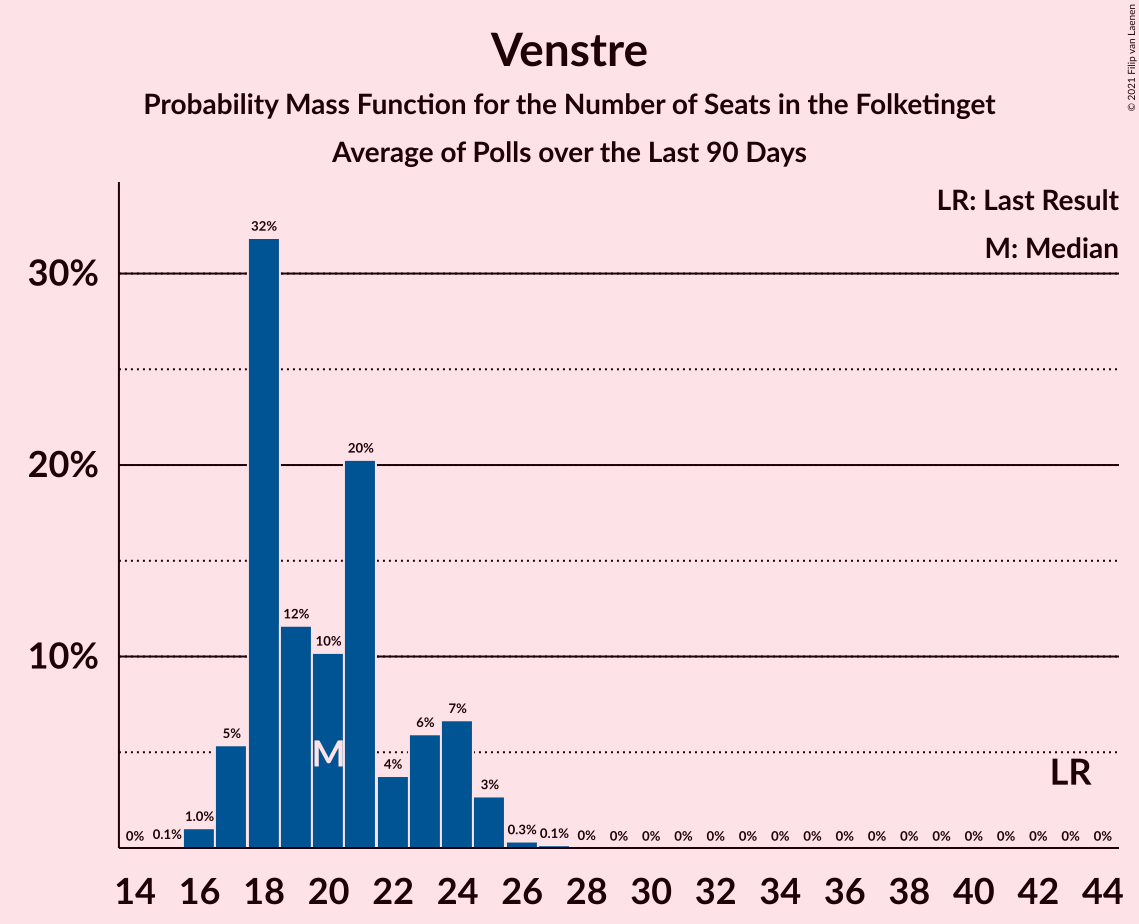 Venstre
Probability Mass Function for the Number of Seats in the Folketinget
Average of Polls over the Last 90 Days
© 2021 Filip van Laenen
LR: Last Result
M: Median
30%
20%
10%
0% 0.1% 1.0% 5% 32% 12% 10% 20% 4% 6% 7% 3% 0.3% 0.1% 0% 0% 0% 0% 0% 0% 0% 0% 0% 0% 0% 0% 0% 0% 0% 0% 0%
M
LR
14 16 18 20 22 24 26 28 30 32 34 36 38 40 42 44